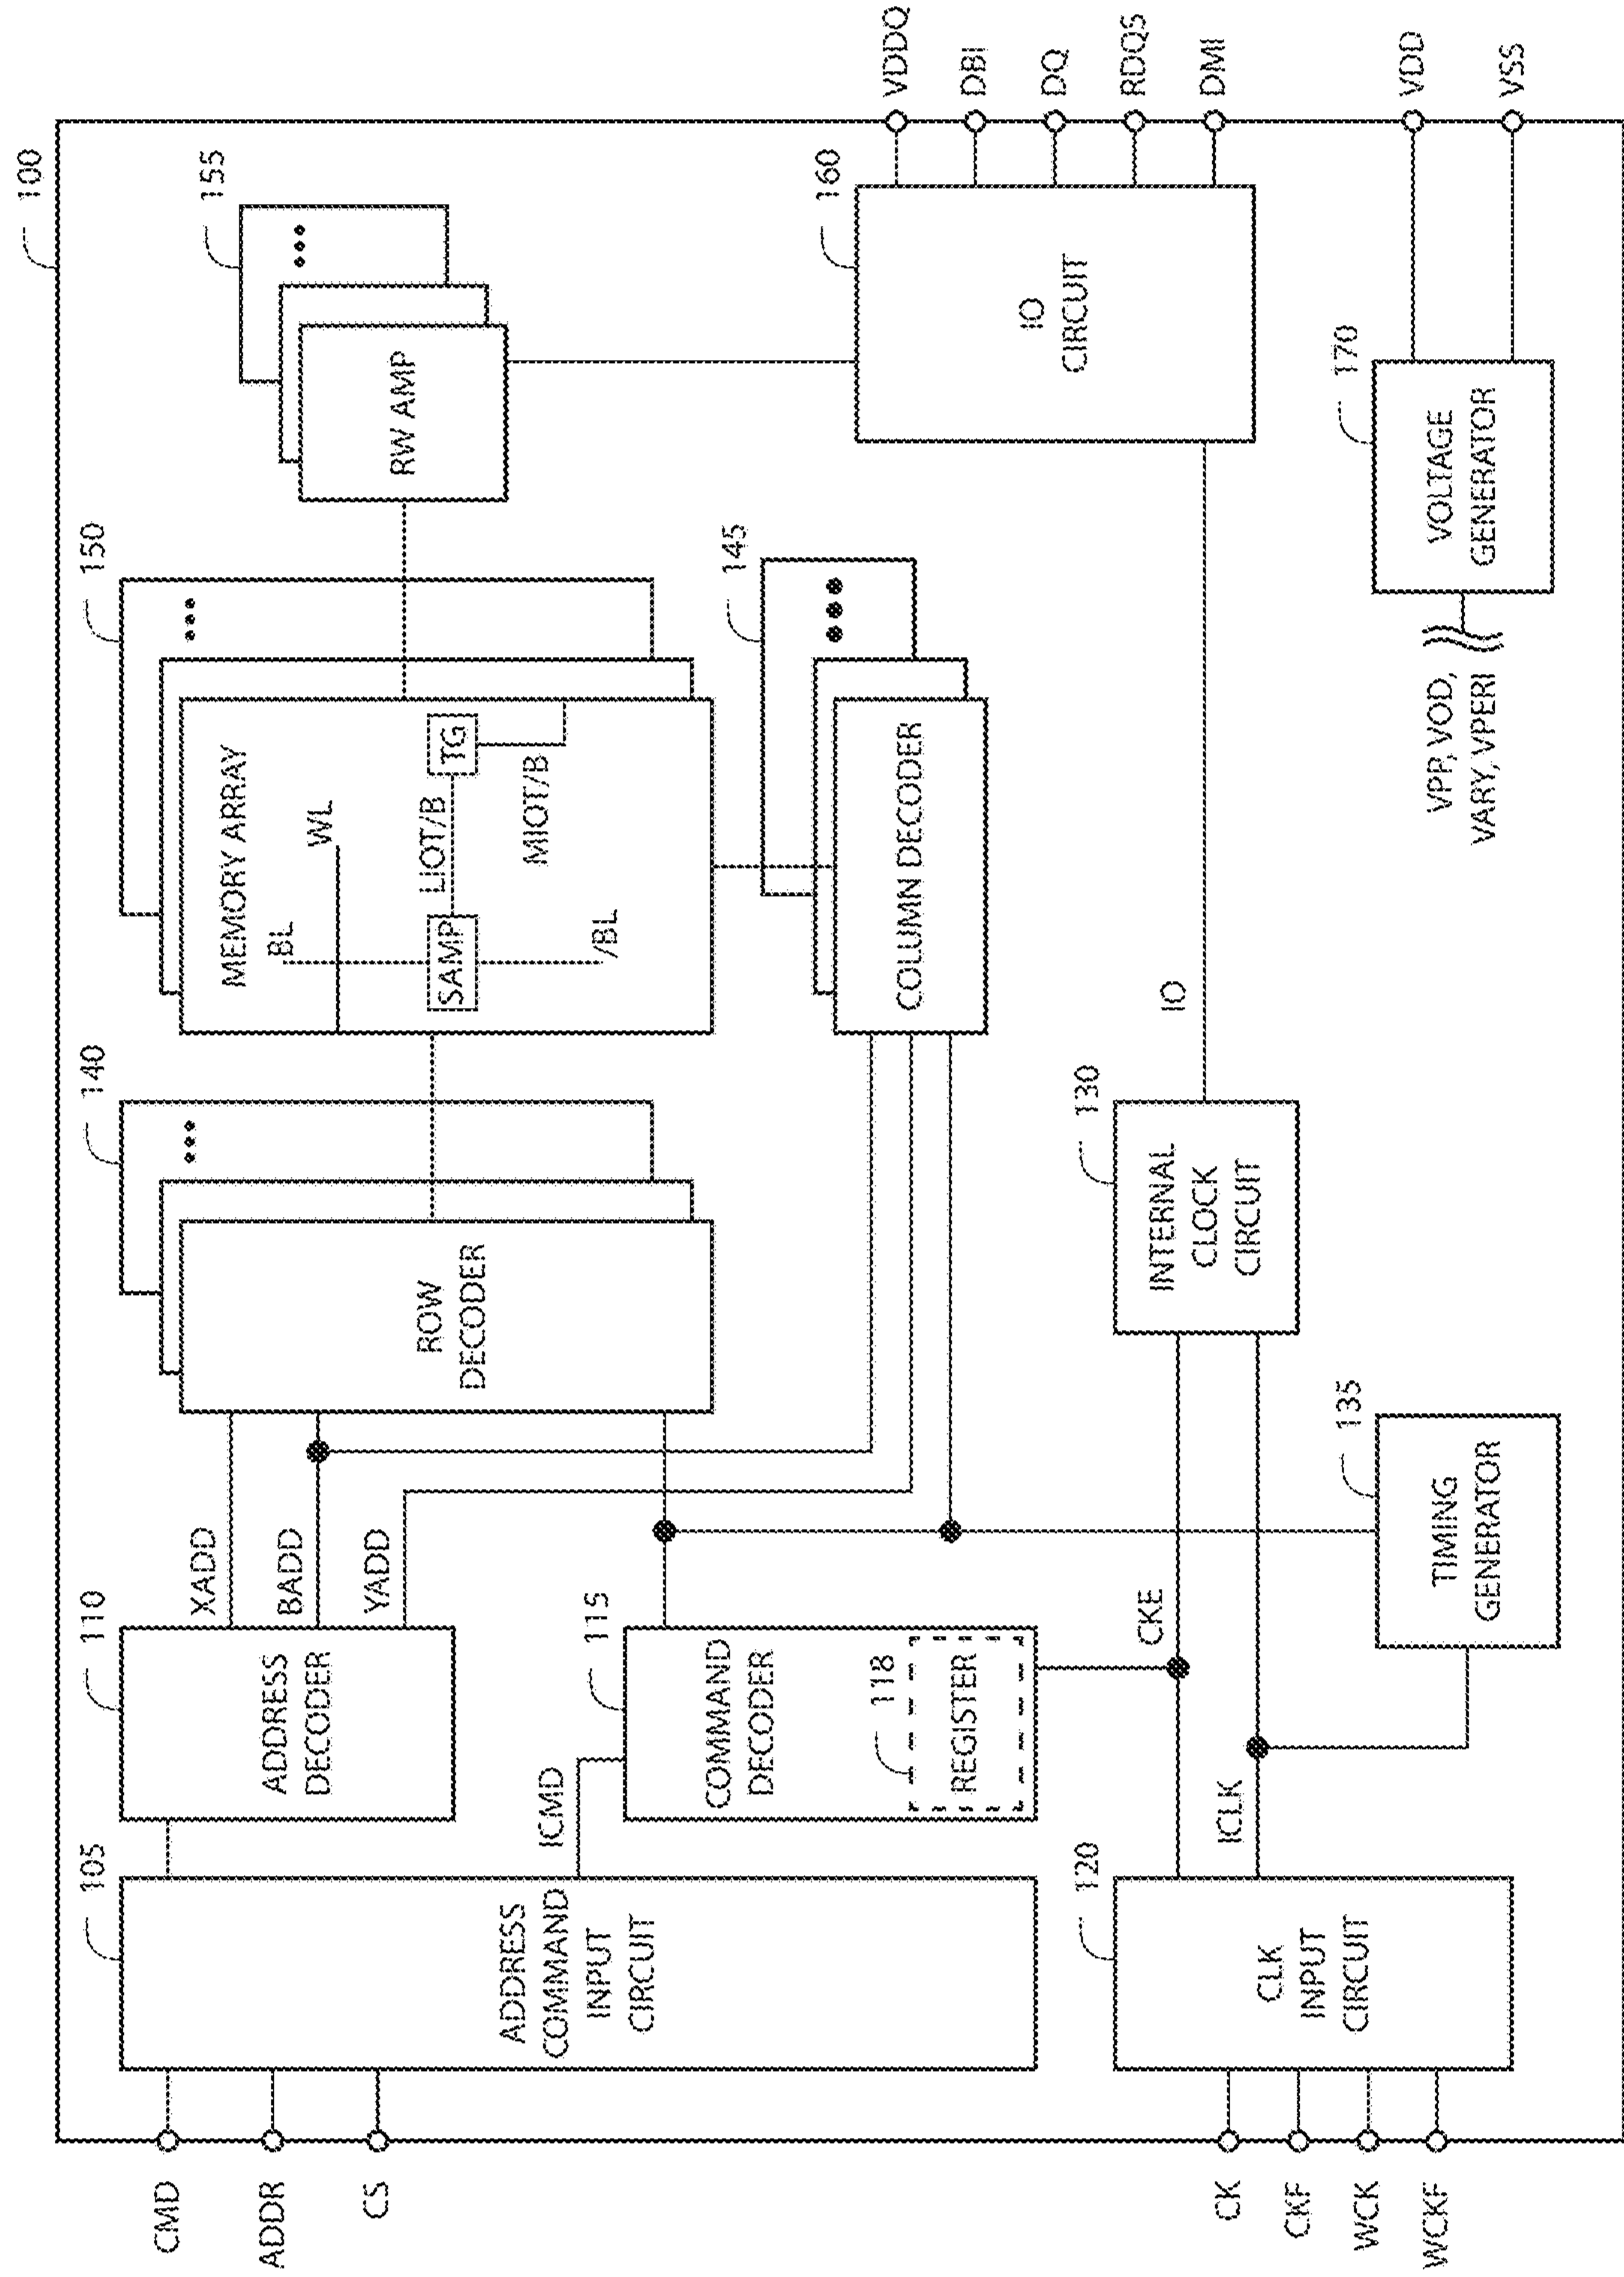 100
CMD
ADDR
CS
105
ADDRESS
COMMAND
INPUT
CIRCUIT
110
ADDRESS
DECODER
XADD
BADD
YADD
ICMD
115
COMMAND
DECODER
118
REGISTER
140
ROW
DECODER
150
MEMORY ARRAY
BL
WL
SAMP
LIOT/B
TG
/BL
MIOT/B
155
RW AMP
145
COLUMN DECODER
160
IO
CIRCUIT
VDDQ
DBI
DQ
RDQS
DMI
CK
CKF
WCK
WCKF
120
CLK
INPUT
CIRCUIT
CKE
ICLK
130
INTERNAL
CLOCK
CIRCUIT
IO
135
TIMING
GENERATOR
VPP, VOD,
VARY, VPERI
170
VOLTAGE
GENERATOR
VDD
VSS